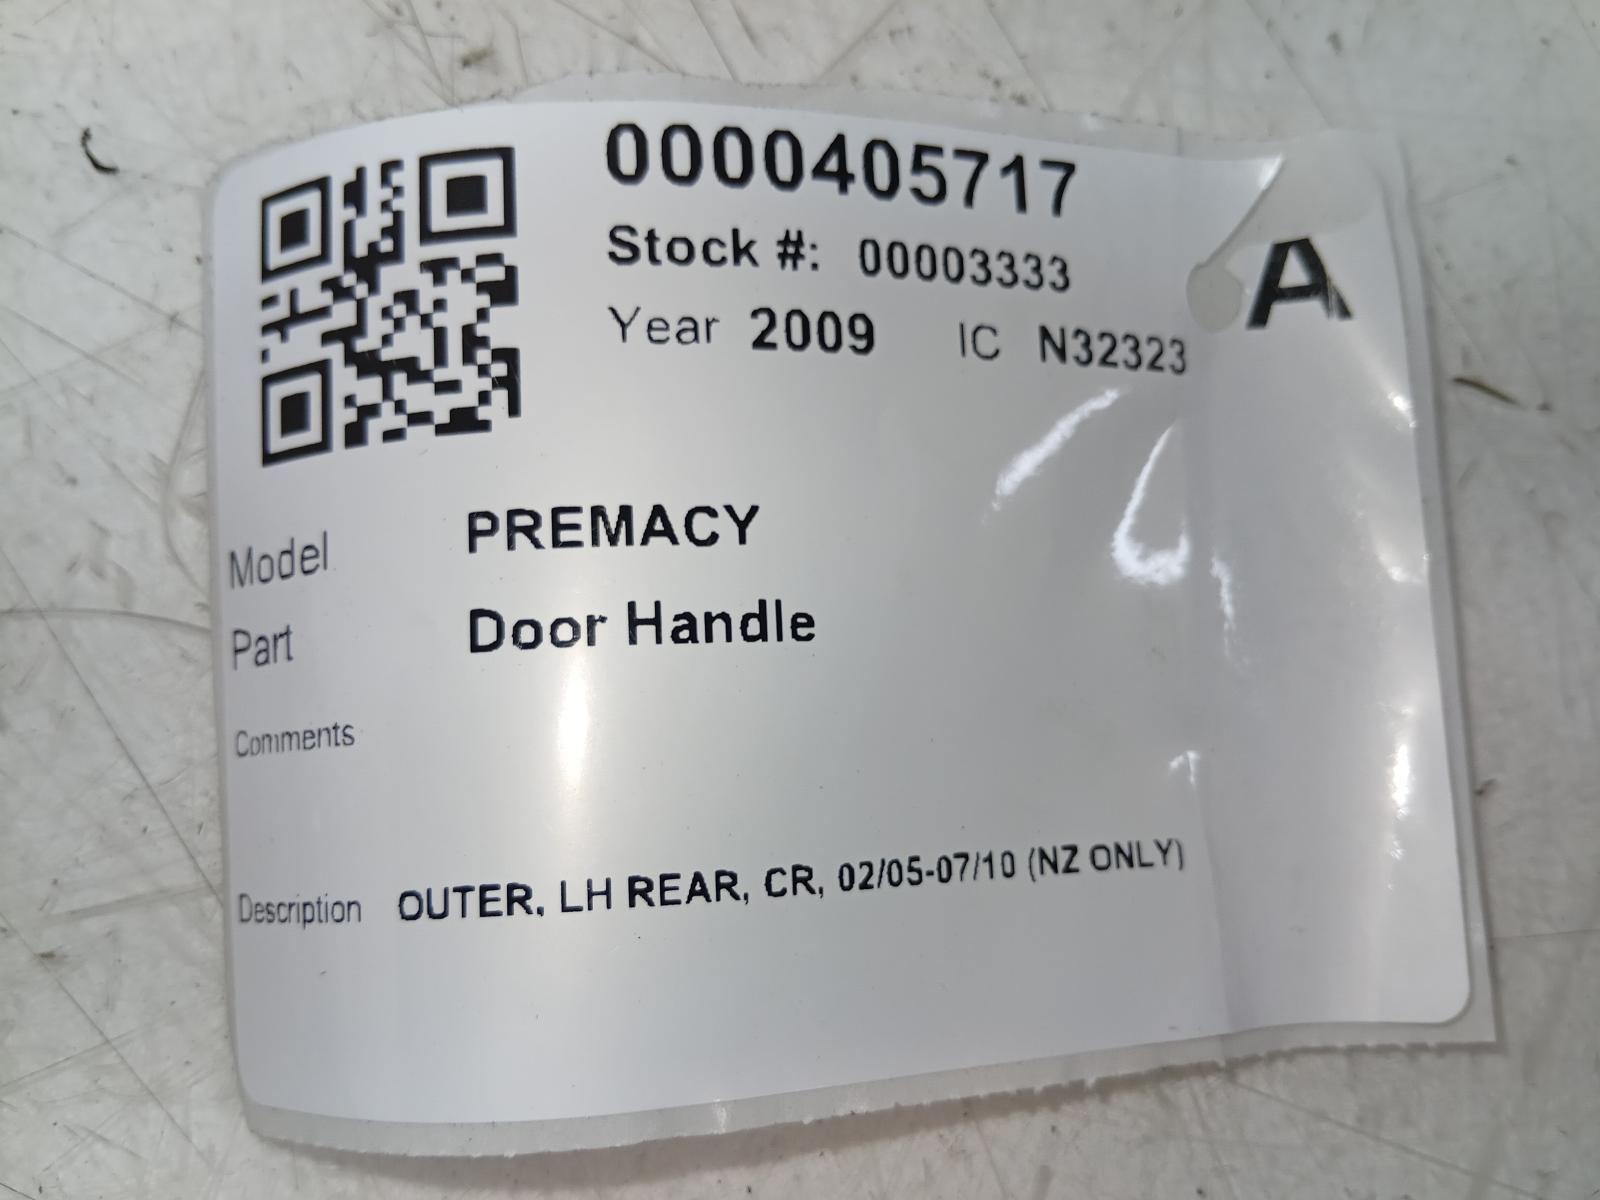 0000405717
Stock #: 00003333
A
Year 2009 IC N32323
Model PREMACY
Part Door Handle
Comments
Description OUTER, LH REAR, CR, 02/05-07/10 (NZ ONLY)